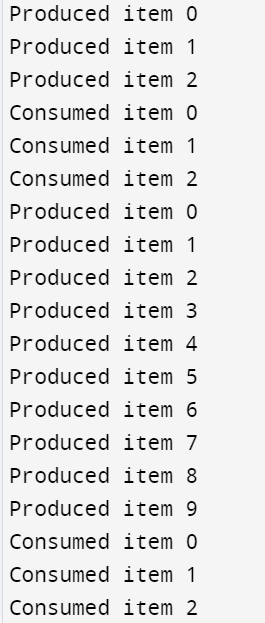 Produced item 0
Produced item 1
Produced item 2
Consumed item 0
Consumed item 1
Consumed item 2
Produced item 0
Produced item 1
Produced item 2
Produced item 3
Produced item 4
Produced item 5
Produced item 6
Produced item 7
Produced item 8
Produced item 9
Consumed item 0
Consumed item 1
Consumed item 2